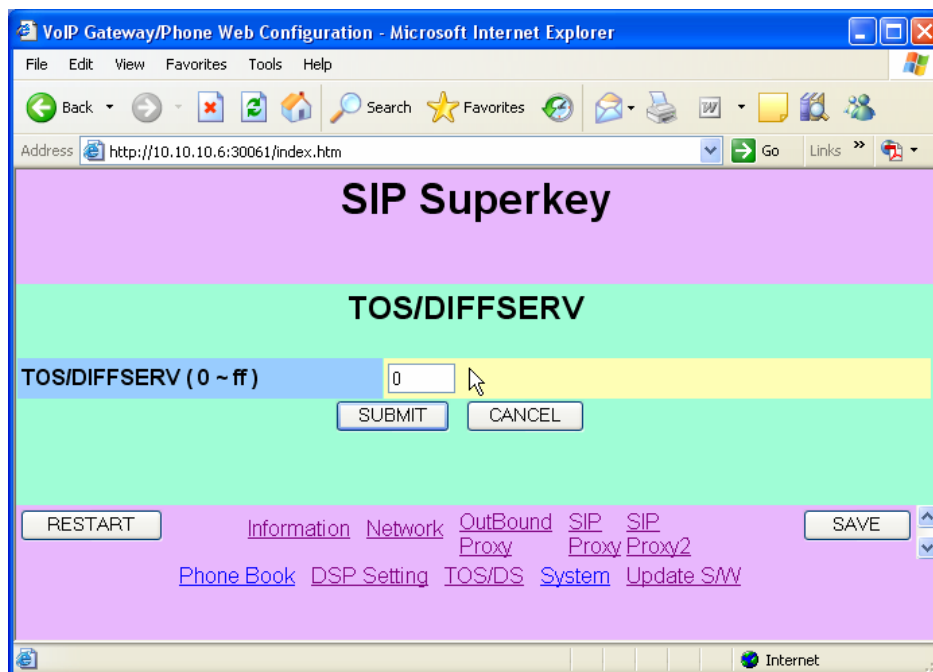 VoIP Gateway/Phone Web Configuration - Microsoft Internet Explorer
File Edit View Favorites Tools Help
Back Search Favorites
Address http://10.10.10.6:30061/index.htm Go Links »
SIP Superkey
TOS/DIFFSERV
TOS/DIFFSERV ( 0 ~ ff ) 0
SUBMIT CANCEL
RESTART Information Network OutBound Proxy SIP Proxy SIP Proxy2 SAVE
Phone Book DSP Setting TOS/DS System Update S/W
Internet